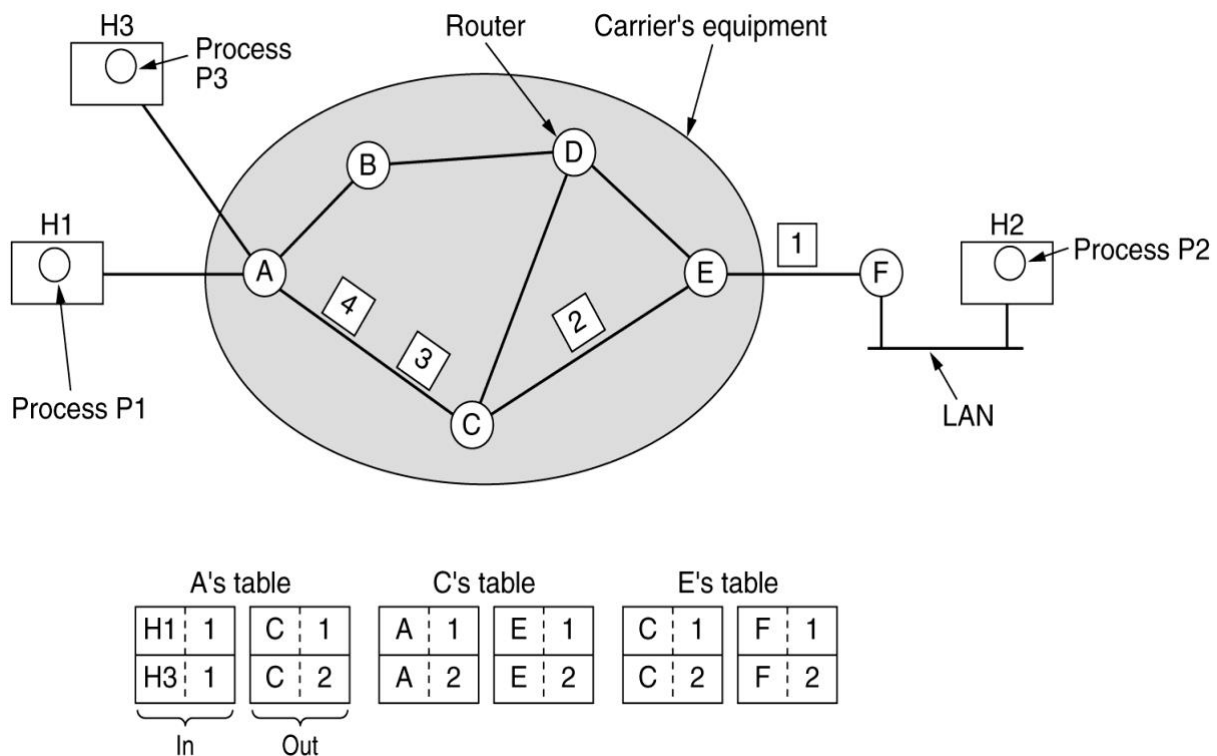 H3
Process
P3
Router
Carrier's equipment
B
D
H1
A
4
3
C
2
E
1
F
H2
Process P2
Process P1
LAN
A's table
C's table
E's table
H1 1 C 1 A 1 E 1 C 1 F 1
H3 1 C 2 A 2 E 2 C 2 F 2
In
Out